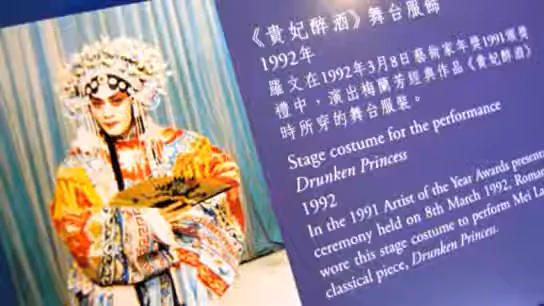 《貴妃醉酒》舞台服飾
1992年
羅文在1992年3月8日藝術家年獎1991頒獎
禮中，演出梅蘭芳經典作品《貴妃醉酒》
時所穿的舞台服裝。
Stage costume for the performance
Drunken Princess
1992
In the 1991 Artist of the Year Awards
ceremony held on 8th March 1992, Roman
wore this stage costume to perform Mei
classical piece, Drunken Princess.